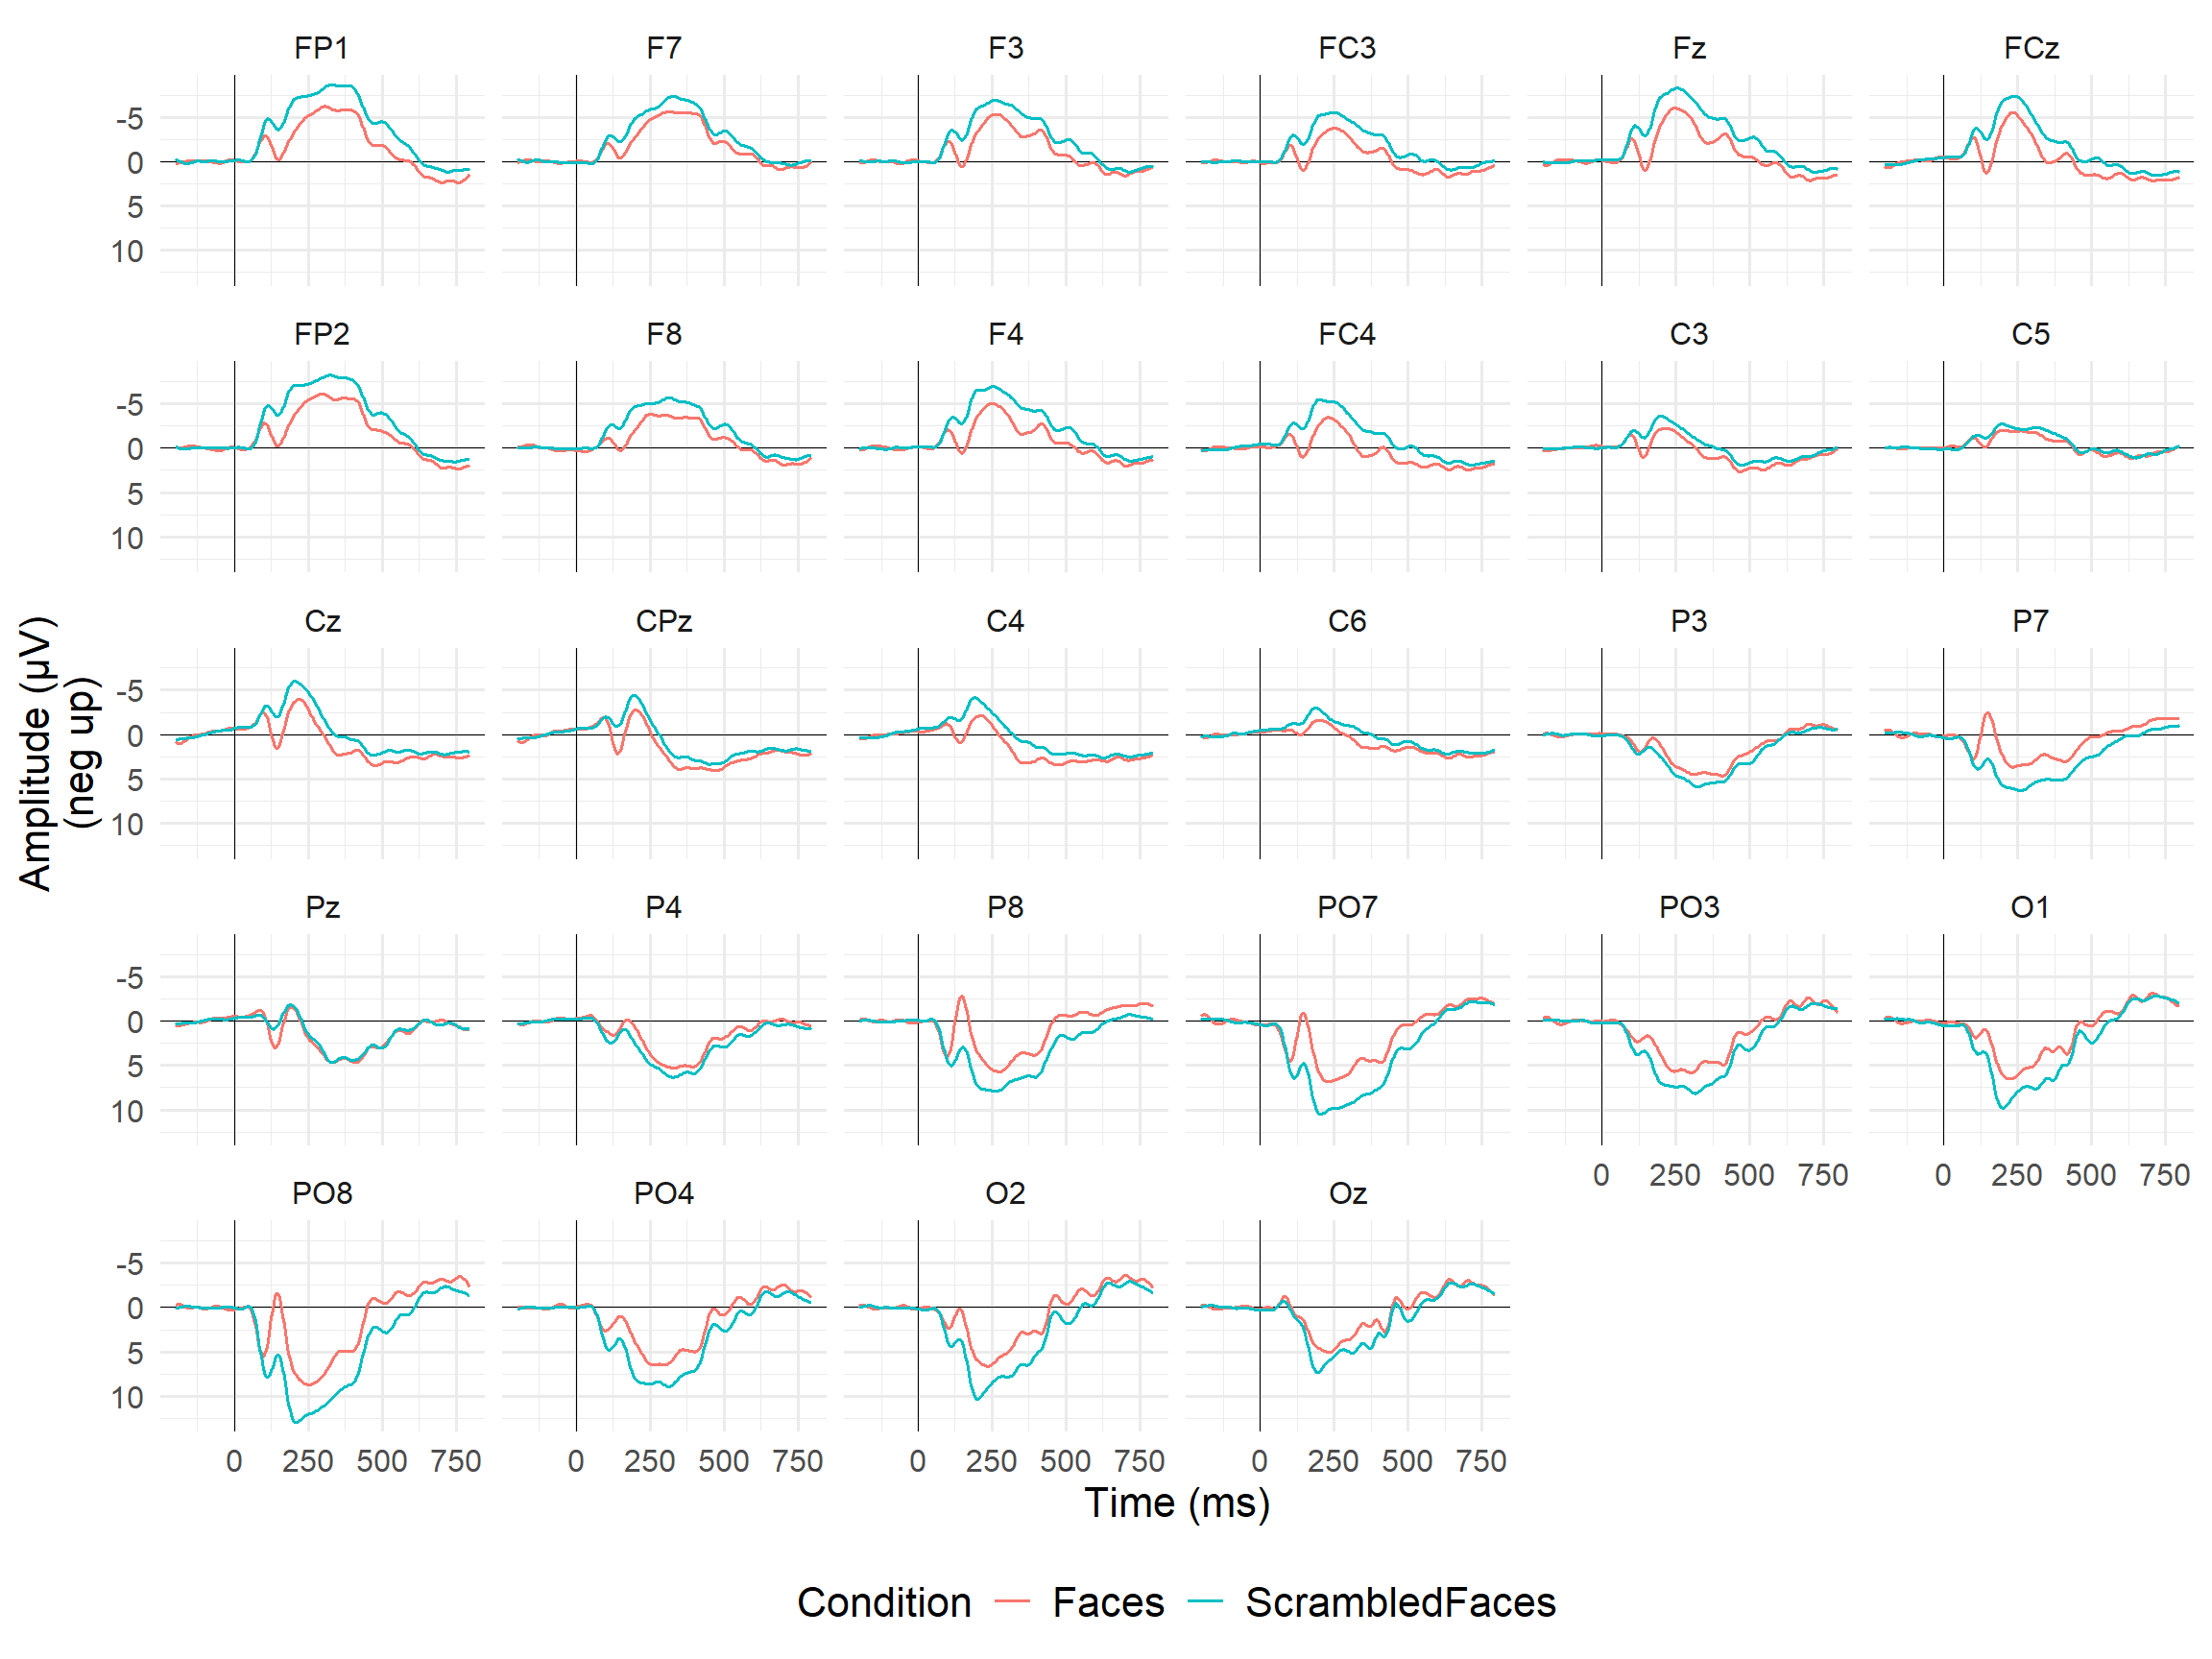 FP1 F7 F3 FC3 Fz FCz
-5
0
5
10
FP2 F8 F4 FC4 C3 C5
-5
0
5
10
Cz CPz C4 C6 P3 P7
-5
0
5
10
Amplitude (µV)
(neg up)
Pz P4 P8 PO7 PO3 O1
-5
0
5
10
0 250 500 750 0 250 500 750
PO8 PO4 O2 Oz
-5
0
5
10
0 250 500 750 0 250 500 750 0 250 500 750 0 250 500 750
Time (ms)
Condition Faces ScrambledFaces